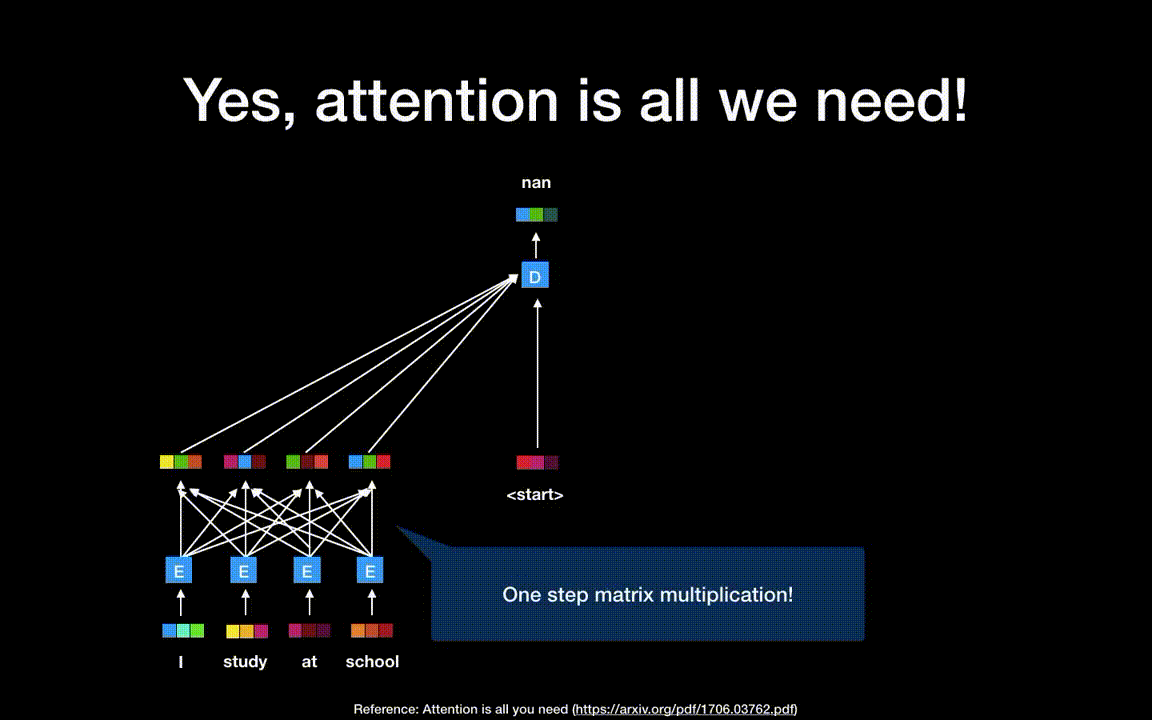 Yes, attention is all we need!
nan
D
<start>
E E E E
One step matrix multiplication!
I study at school
Reference: Attention is all you need (https://arxiv.org/pdf/1706.03762.pdf)